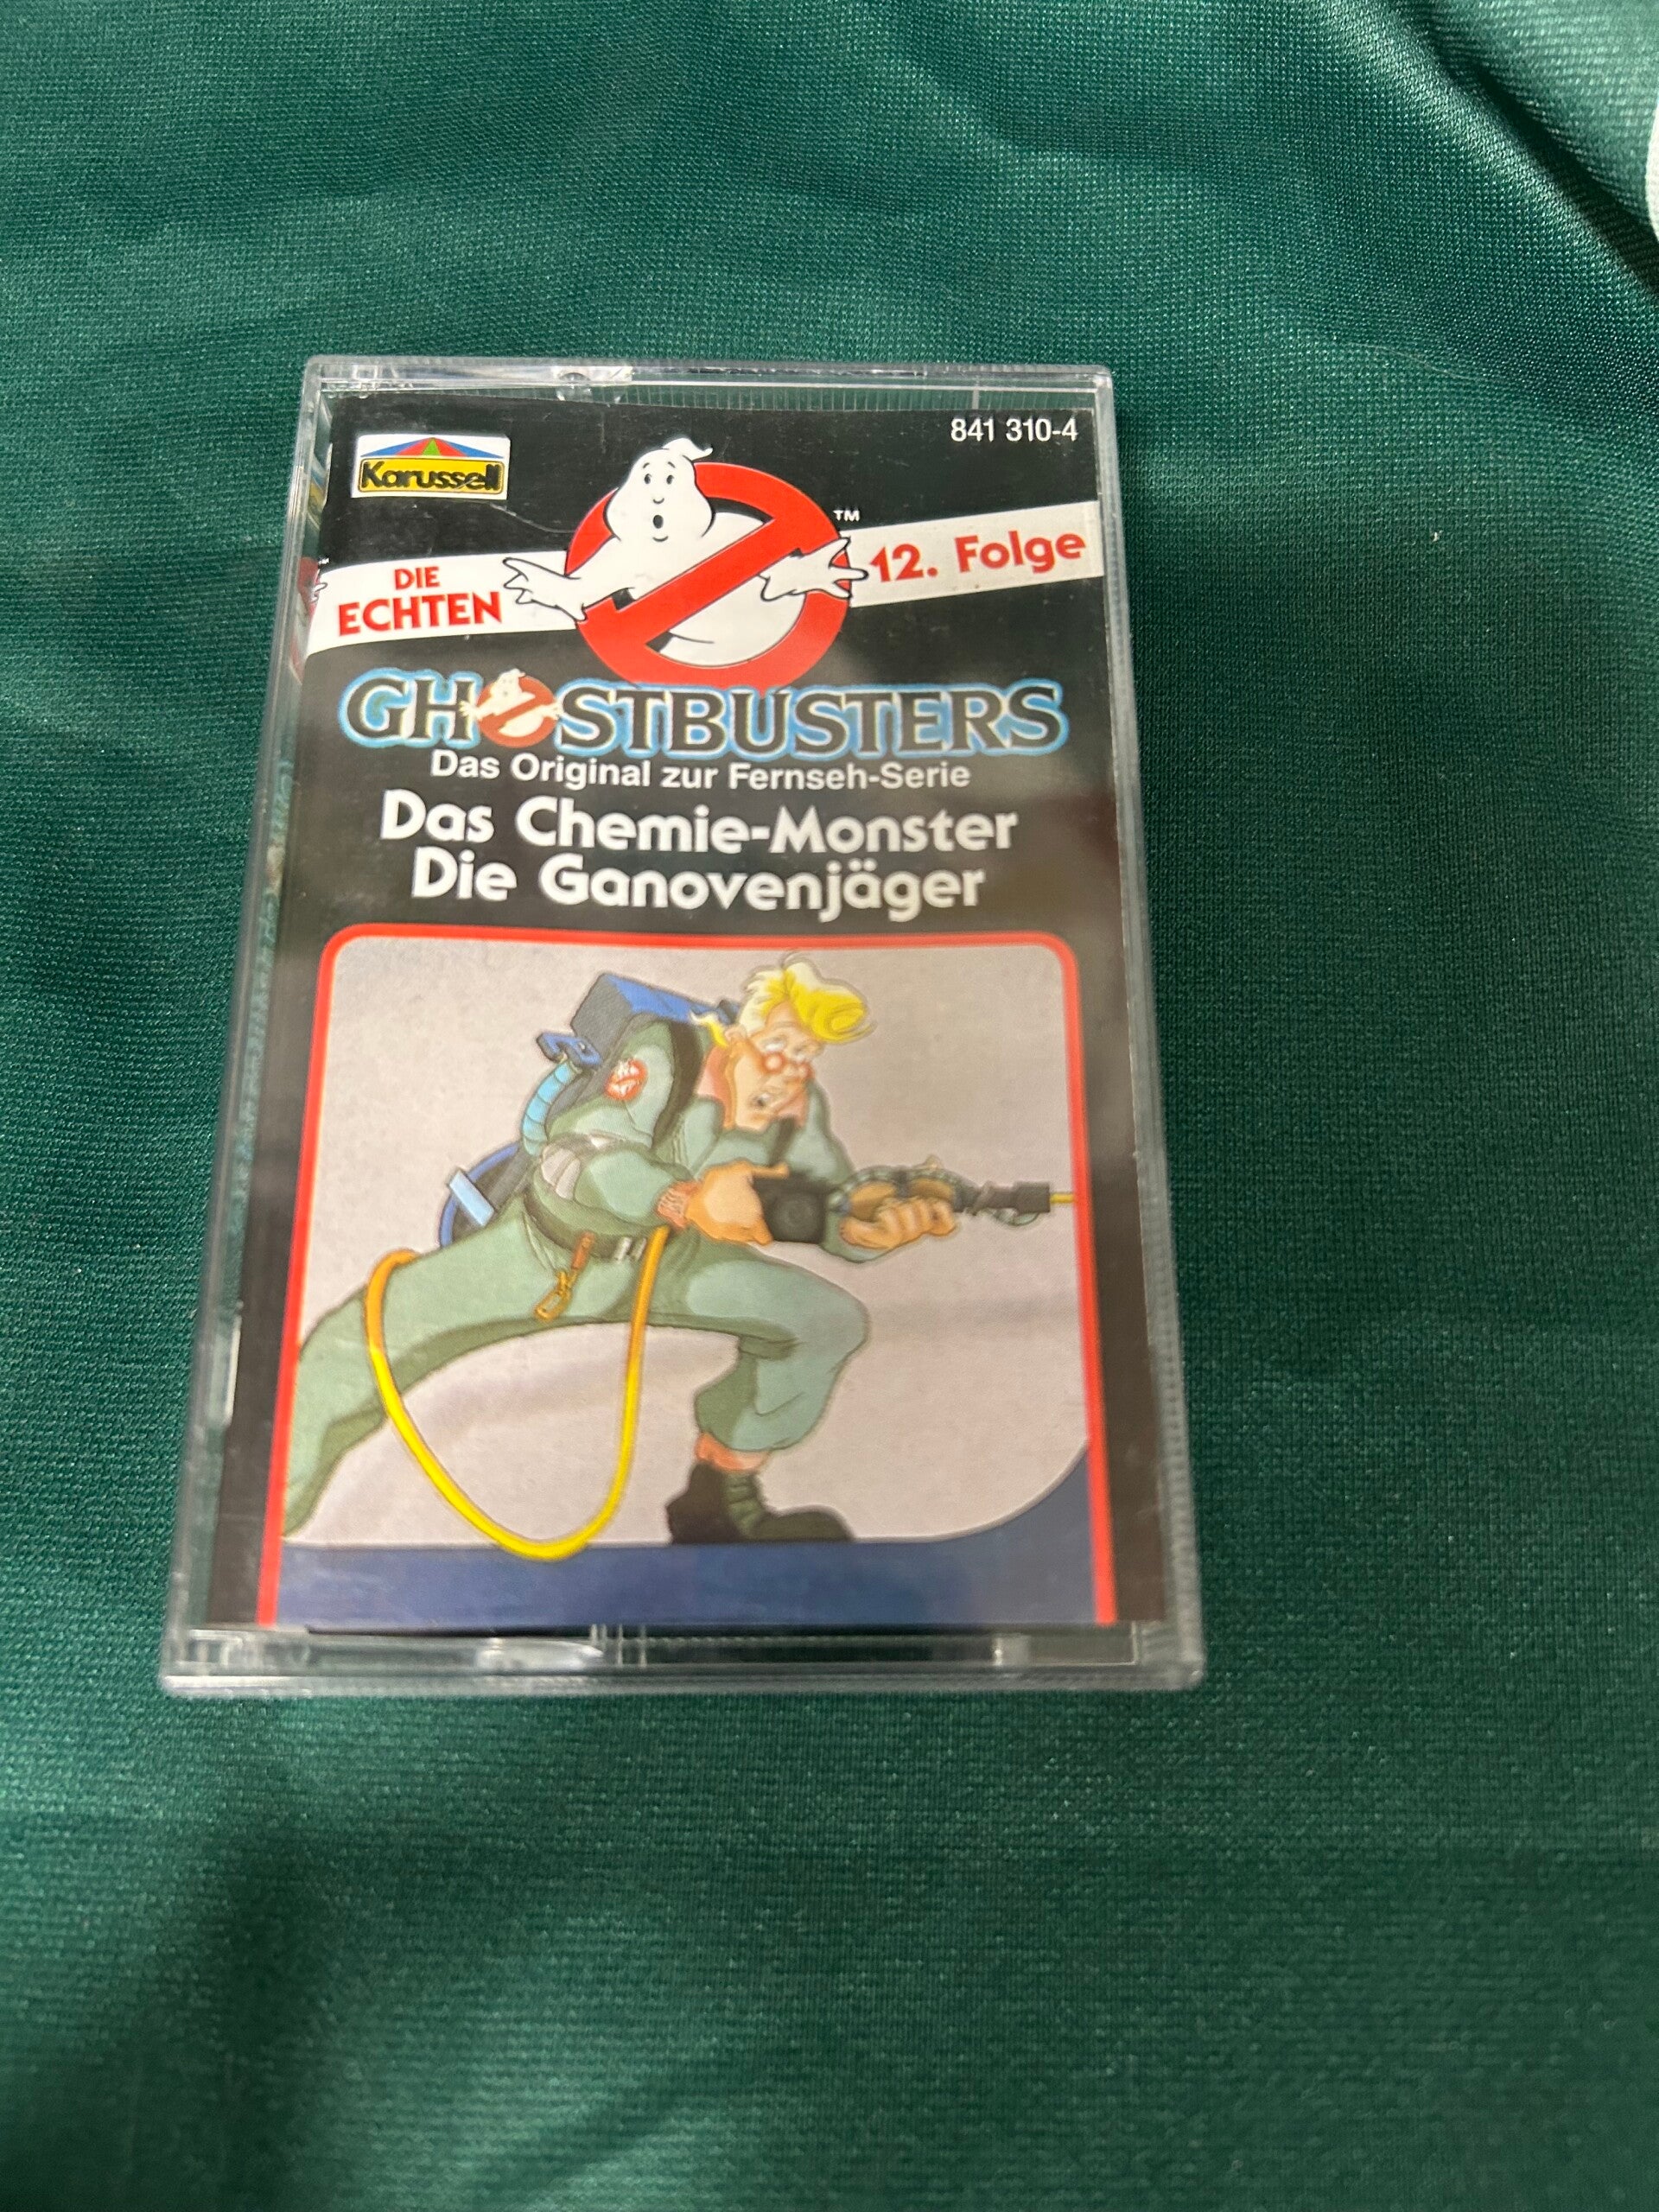 841 310-4
Karussell
TM
DIE
ECHTEN
12. Folge
GHOSTBUSTERS
Das Original zur Fernseh-Serie
Das Chemie-Monster
Die Ganovenjäger